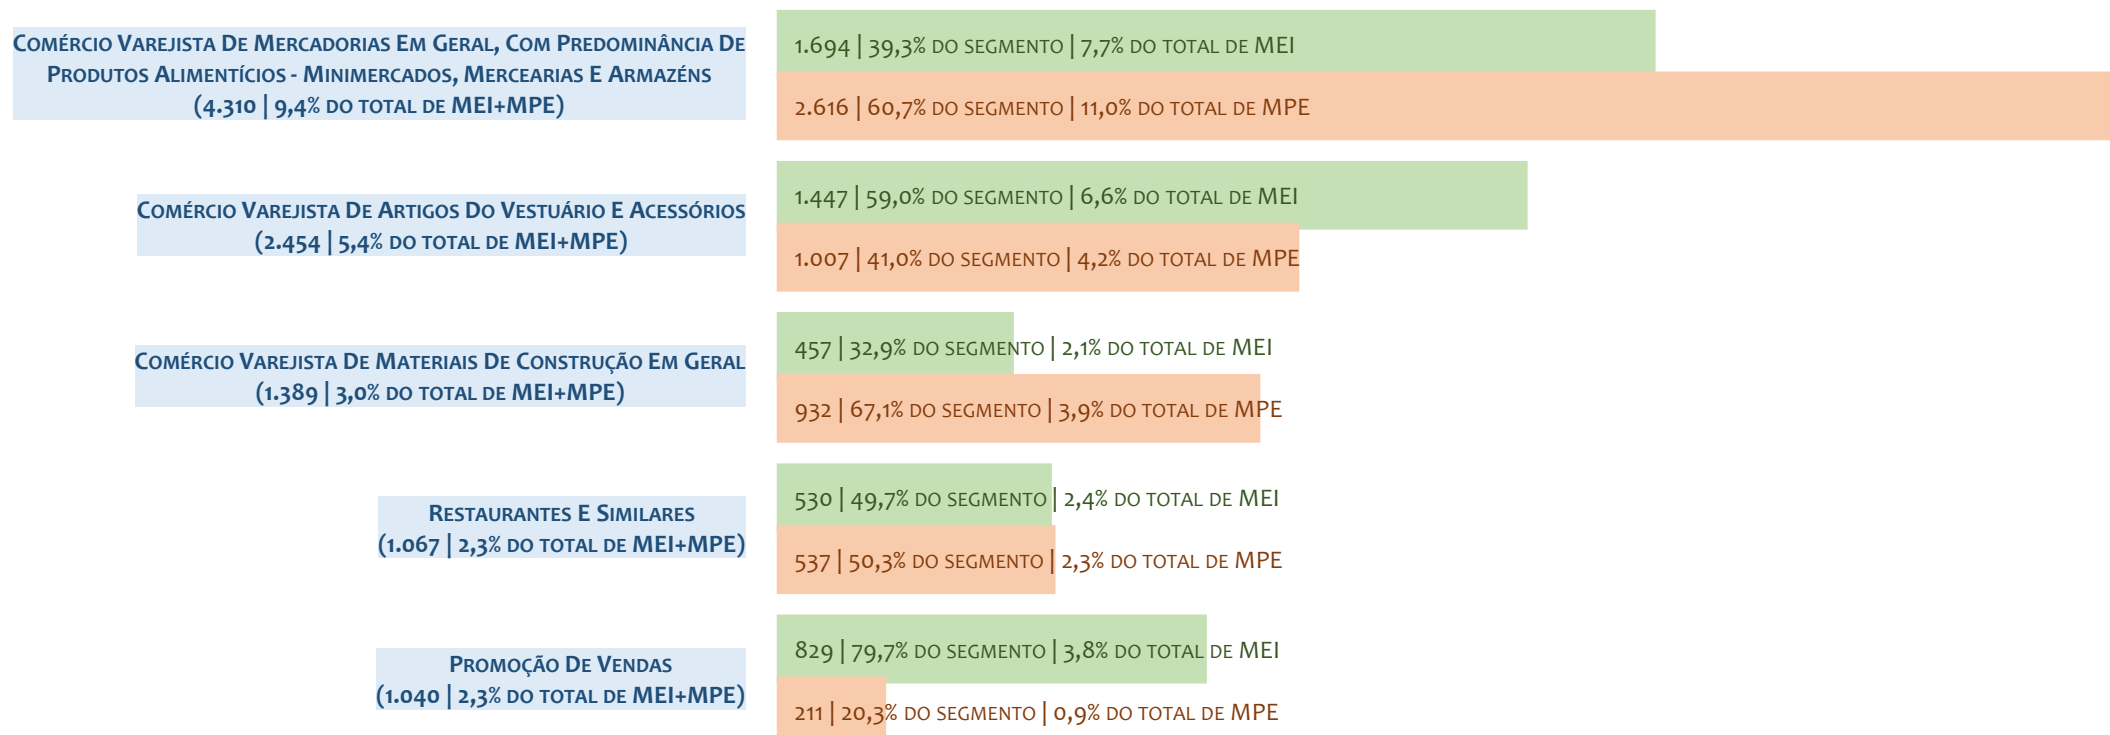 Comércio Varejista De Mercadorias Em Geral, Com Predominância De
Produtos Alimentícios - Minimercados, Mercearias E Armazéns
(4.310 | 9,4% do total de MEI+MPE)
1.694 | 39,3% do segmento | 7,7% do total de MEI
2.616 | 60,7% do segmento | 11,0% do total de MPE
Comércio Varejista De Artigos Do Vestuário E Acessórios
(2.454 | 5,4% do total de MEI+MPE)
1.447 | 59,0% do segmento | 6,6% do total de MEI
1.007 | 41,0% do segmento | 4,2% do total de MPE
Comércio Varejista De Materiais De Construção Em Geral
(1.389 | 3,0% do total de MEI+MPE)
457 | 32,9% do segmento | 2,1% do total de MEI
932 | 67,1% do segmento | 3,9% do total de MPE
Restaurantes E Similares
(1.067 | 2,3% do total de MEI+MPE)
530 | 49,7% do segmento | 2,4% do total de MEI
537 | 50,3% do segmento | 2,3% do total de MPE
Promoção De Vendas
(1.040 | 2,3% do total de MEI+MPE)
829 | 79,7% do segmento | 3,8% do total de MEI
211 | 20,3% do segmento | 0,9% do total de MPE